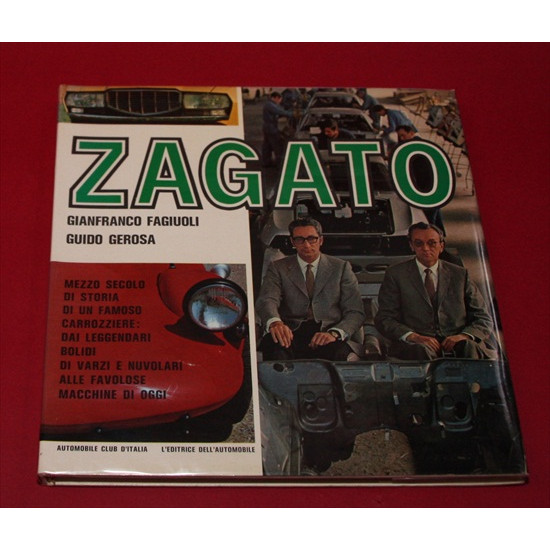 ZAGATO
GIANFRANCO FAGIUOLI
GUIDO GEROSA
MEZZO SECOLO
DI STORIA
DI UN FAMOSO
CARROZZIERE:
DAI LEGGENDARI
BOLIDI
DI VARZI E NUVOLARI
ALLE FAVOLOSE
MACCHINE DI OGGI
AUTOMOBILE CLUB D'ITALIA L'EDITRICE DELL'AUTOMOBILE